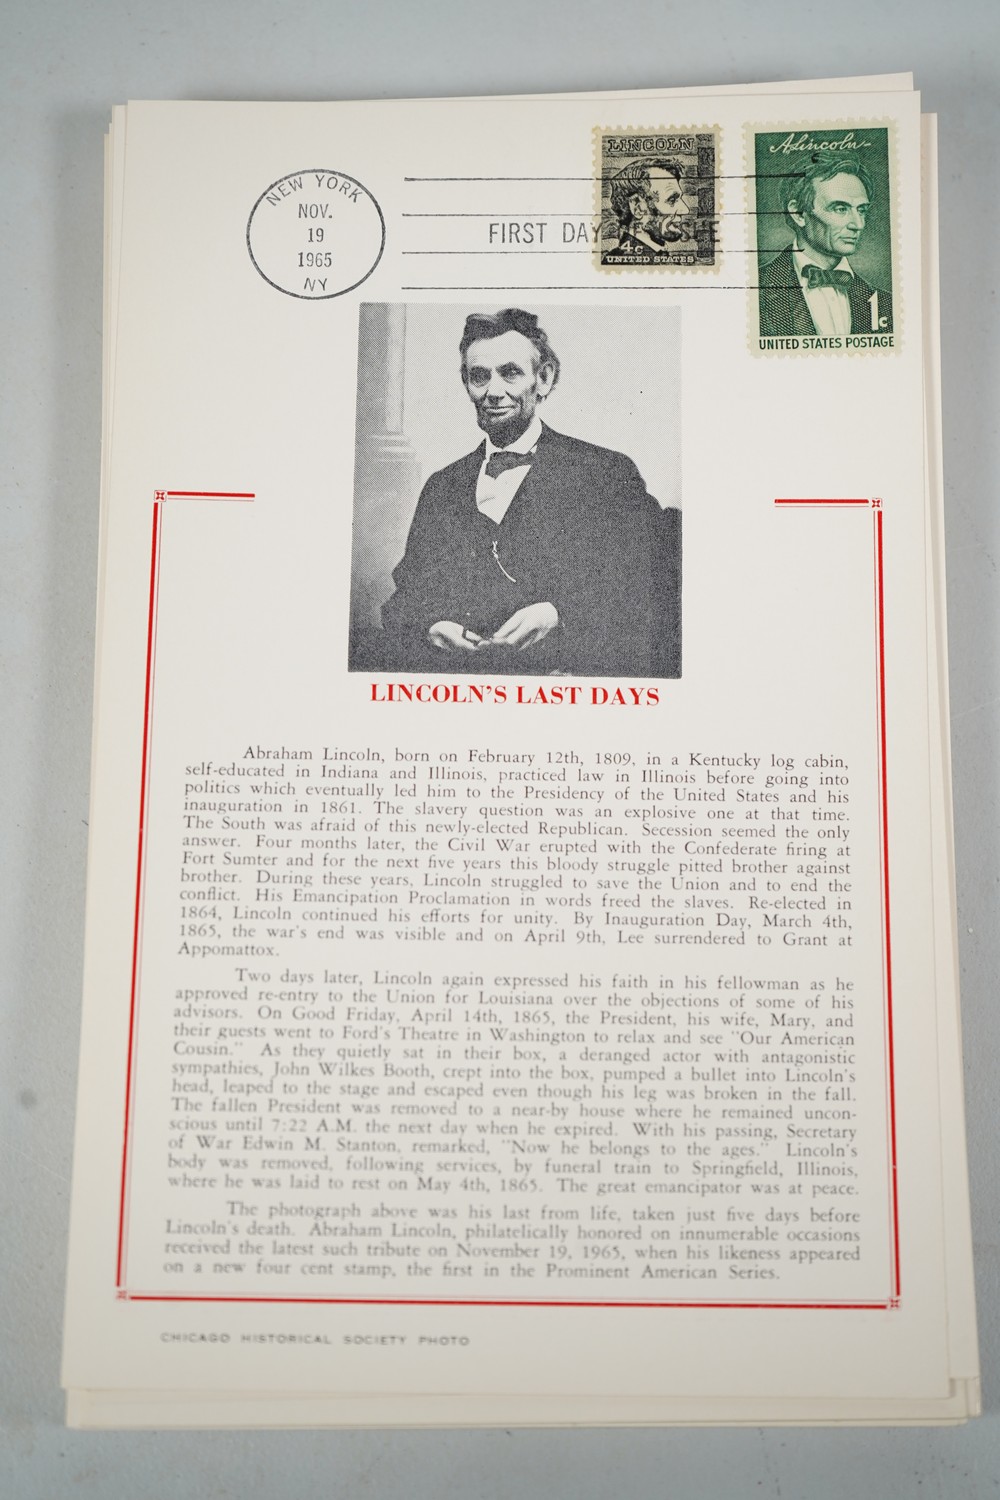 NEW YORK
NOV.
19
1965
NY
FIRST DAY OF ISSUE
LINCOLN
4c
UNITED STATES
A. Lincoln
1c
UNITED STATES POSTAGE
LINCOLN'S LAST DAYS
Abraham Lincoln, born on February 12th, 1809, in a Kentucky log cabin,
self-educated in Indiana and Illinois, practiced law in Illinois before going into
politics which eventually led him to the Presidency of the United States and his
inauguration in 1861. The slavery question was an explosive one at that time.
The South was afraid of this newly-elected Republican. Secession seemed the only
answer. Four months later, the Civil War erupted with the Confederate firing at
Fort Sumter and for the next five years this bloody struggle pitted brother against
brother. During these years, Lincoln struggled to save the Union and to end the
conflict. His Emancipation Proclamation in words freed the slaves. Re-elected in
1864, Lincoln continued his efforts for unity. By Inauguration Day, March 4th,
1865, the war's end was visible and on April 9th, Lee surrendered to Grant at
Appomattox.
Two days later, Lincoln again expressed his faith in his fellowman as he
approved re-entry to the Union for Louisiana over the objections of some of his
advisors. On Good Friday, April 14th, 1865, the President, his wife, Mary, and
their guests went to Ford's Theatre in Washington to relax and see "Our American
Cousin." As they quietly sat in their box, a deranged actor with antagonistic
sympathies, John Wilkes Booth, crept into the box, pumped a bullet into Lincoln's
head, leaped to the stage and escaped even though his leg was broken in the fall.
The fallen President was removed to a near-by house where he remained uncon-
scious until 7:22 A.M. the next day when he expired. With his passing, Secretary
of War Edwin M. Stanton, remarked, "Now he belongs to the ages." Lincoln's
body was removed, following services, by funeral train to Springfield, Illinois,
where he was laid to rest on May 4th, 1865. The great emancipator was at peace.
The photograph above was his last from life, taken just five days before
Lincoln's death. Abraham Lincoln, philatelically honored on innumerable occasions
received the latest such tribute on November 19, 1965, when his likeness appeared
on a new four cent stamp, the first in the Prominent American Series.
CHICAGO HISTORICAL SOCIETY PHOTO